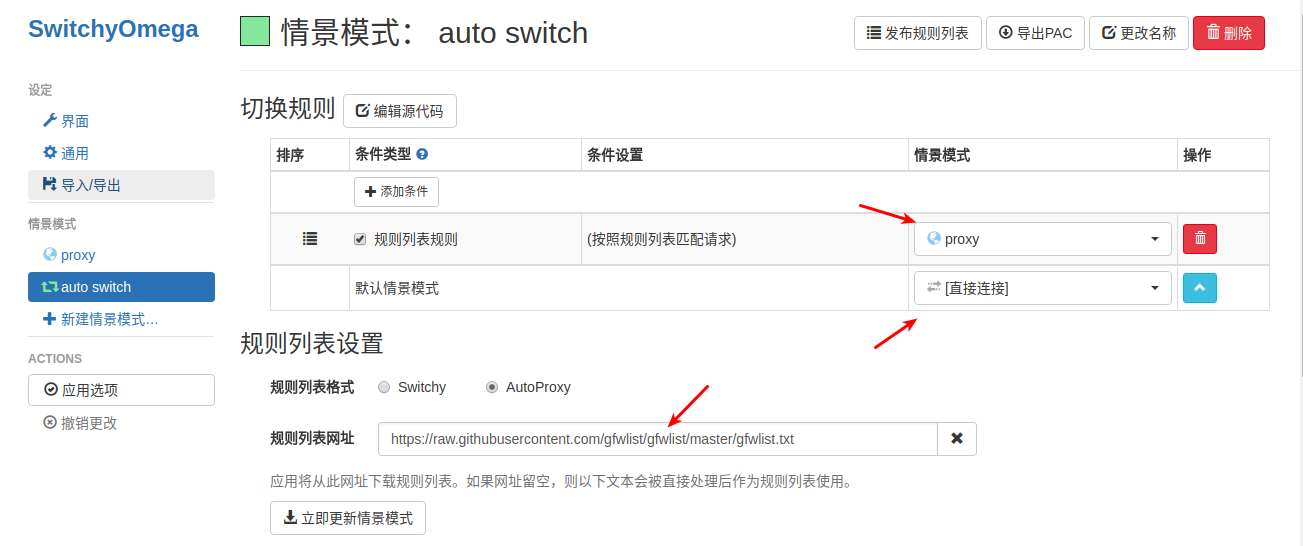 SwitchyOmega
设定
界面
通用
导入/导出
情景模式
proxy
auto switch
新建情景模式…
ACTIONS
应用选项
撤销更改
情景模式： auto switch
发布规则列表 导出PAC 更改名称 删除
切换规则 编辑源代码
排序 条件类型 条件设置 情景模式 操作
添加条件
规则列表规则 (按照规则列表匹配请求) proxy
默认情景模式 [直接连接]
规则列表设置
规则列表格式 Switchy AutoProxy
规则列表网址 https://raw.githubusercontent.com/gfwlist/gfwlist/master/gfwlist.txt
应用将从此网址下载规则列表。如果网址留空，则以下文本会被直接处理后作为规则列表使用。
立即更新情景模式